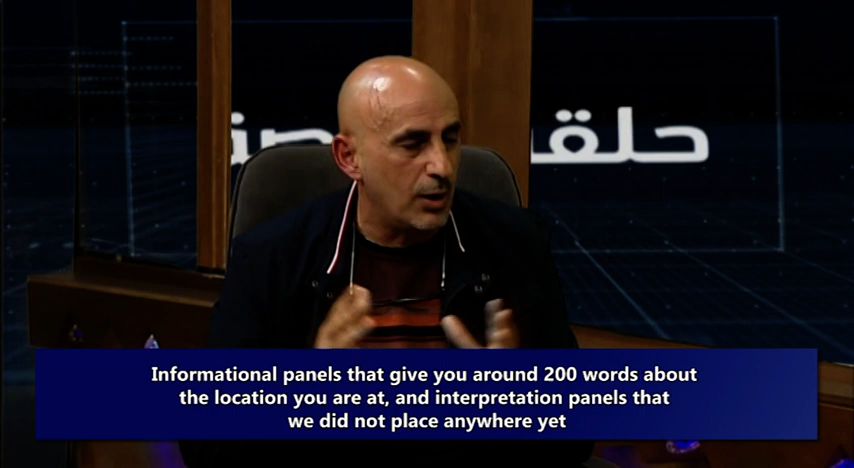 حلقة
Informational panels that give you around 200 words about
the location you are at, and interpretation panels that
we did not place anywhere yet